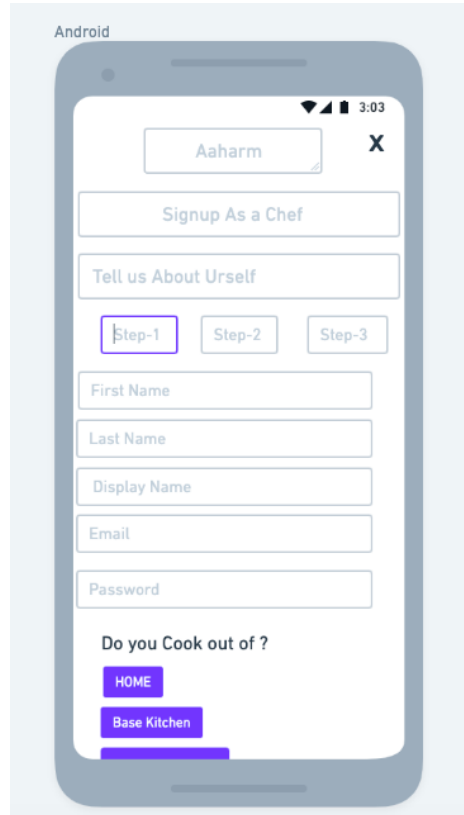 Android
3:03
Aaharm
X
Signup As a Chef
Tell us About Urself
Step-1 Step-2 Step-3
First Name
Last Name
Display Name
Email
Password
Do you Cook out of ?
HOME
Base Kitchen